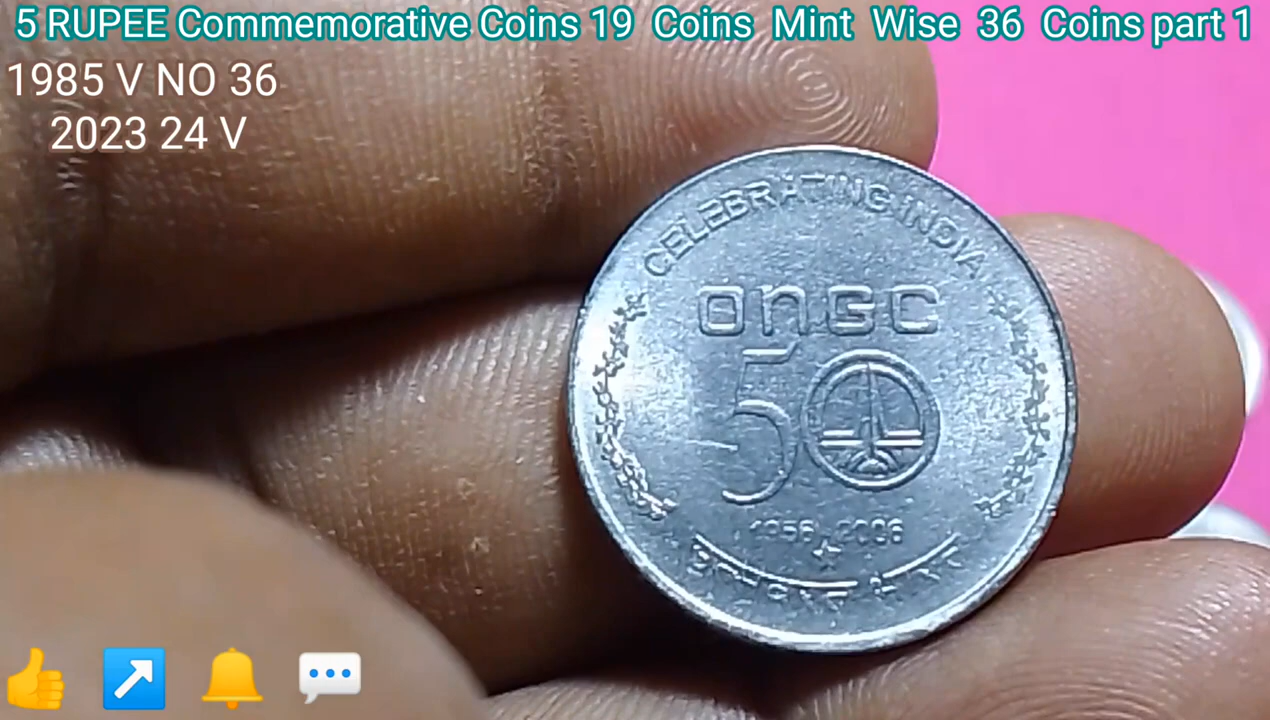 5 RUPEE Commemorative Coins 19 Coins Mint Wise 36 Coins part 1
1985 V NO 36
2023 24 V
CELEBRATING INDIA
ONGC
50
1956 2006